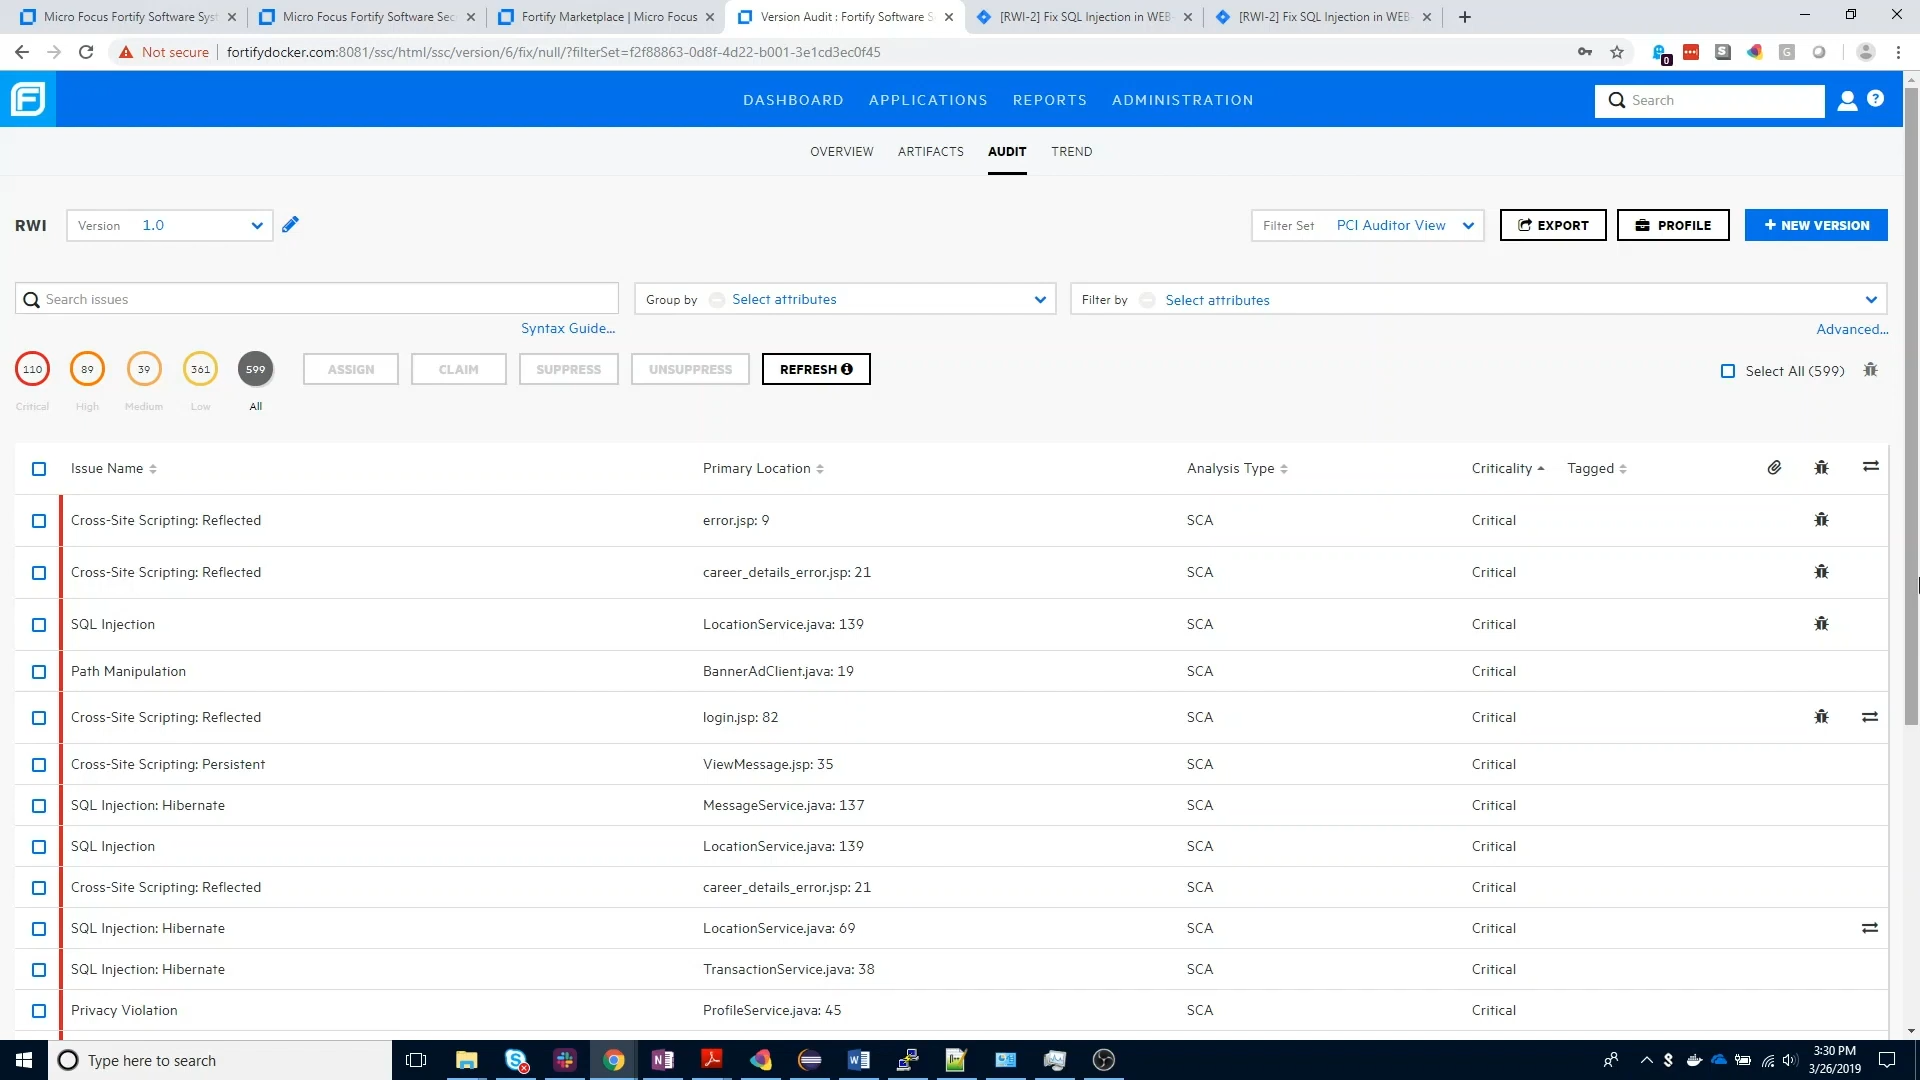 Micro Focus Fortify Software Syst
Micro Focus Fortify Software Sec
Fortify Marketplace | Micro Focus
Version Audit : Fortify Software S
[RWI-2] Fix SQL Injection in WEB-
[RWI-2] Fix SQL Injection in WEB-
Not secure
fortifydocker.com:8081/ssc/html/ssc/version/6/fix/null/?filterSet=f2f88863-0d8f-4d22-b001-3e1cd3ec0f45
0
DASHBOARD APPLICATIONS REPORTS ADMINISTRATION
Search
OVERVIEW ARTIFACTS AUDIT TREND
RWI Version 1.0
Filter Set PCI Auditor View
EXPORT
PROFILE
+ NEW VERSION
Search issues
Group by Select attributes
Filter by Select attributes
Syntax Guide...
Advanced...
110 89 39 361 599
ASSIGN CLAIM SUPPRESS UNSUPPRESS REFRESH
Select All (599)
Critical High Medium Low All
Issue Name Primary Location Analysis Type Criticality Tagged
Cross-Site Scripting: Reflected error.jsp: 9 SCA Critical
Cross-Site Scripting: Reflected career_details_error.jsp: 21 SCA Critical
SQL Injection LocationService.java: 139 SCA Critical
Path Manipulation BannerAdClient.java: 19 SCA Critical
Cross-Site Scripting: Reflected login.jsp: 82 SCA Critical
Cross-Site Scripting: Persistent ViewMessage.jsp: 35 SCA Critical
SQL Injection: Hibernate MessageService.java: 137 SCA Critical
SQL Injection LocationService.java: 139 SCA Critical
Cross-Site Scripting: Reflected career_details_error.jsp: 21 SCA Critical
SQL Injection: Hibernate LocationService.java: 69 SCA Critical
SQL Injection: Hibernate TransactionService.java: 38 SCA Critical
Privacy Violation ProfileService.java: 45 SCA Critical
Type here to search
3:30 PM
3/26/2019